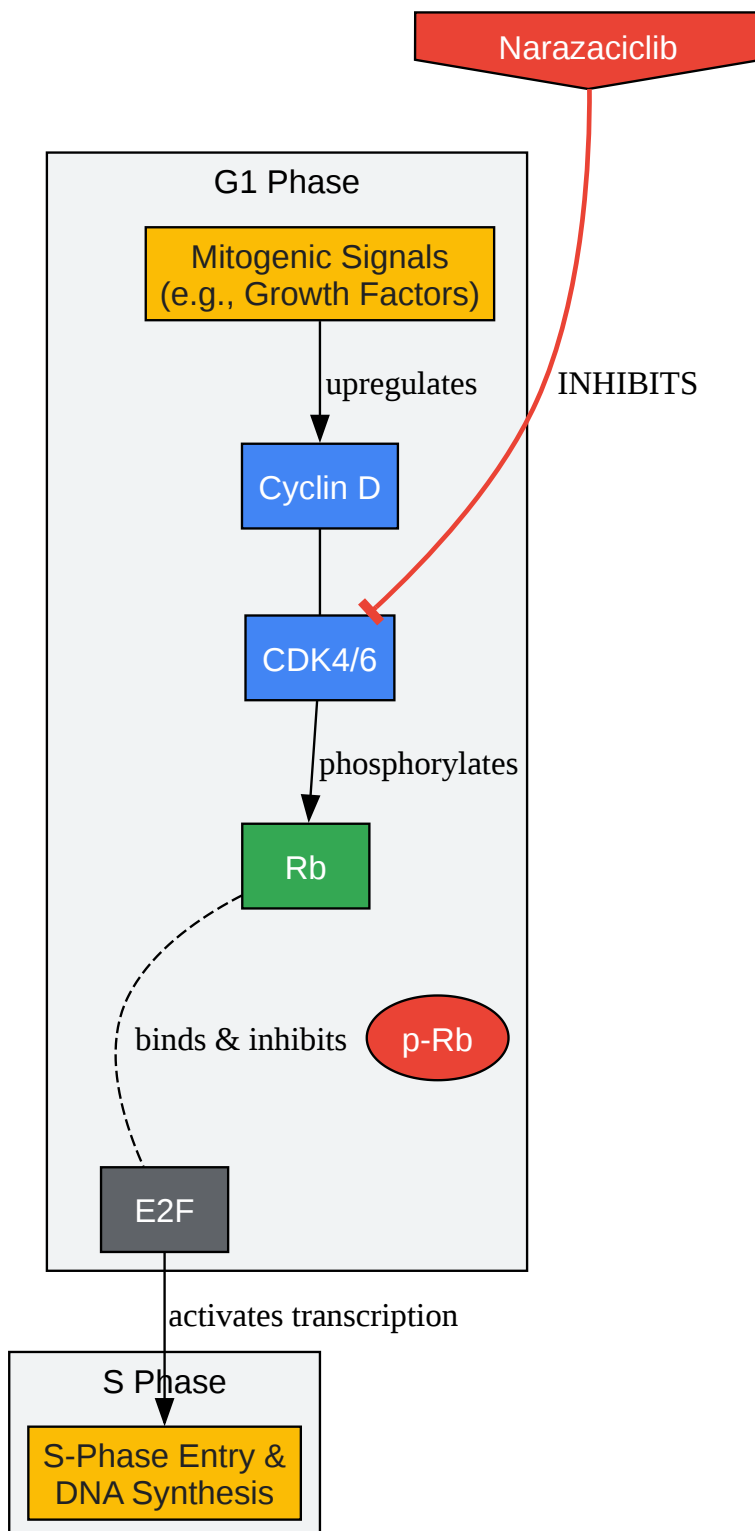 Narazaciclib
G1 Phase
Mitogenic Signals
(e.g., Growth Factors)
upregulates
INHIBITS
Cyclin D
CDK4/6
phosphorylates
Rb
binds & inhibits
p-Rb
E2F
activates transcription
S Phase
S-Phase Entry &
DNA Synthesis